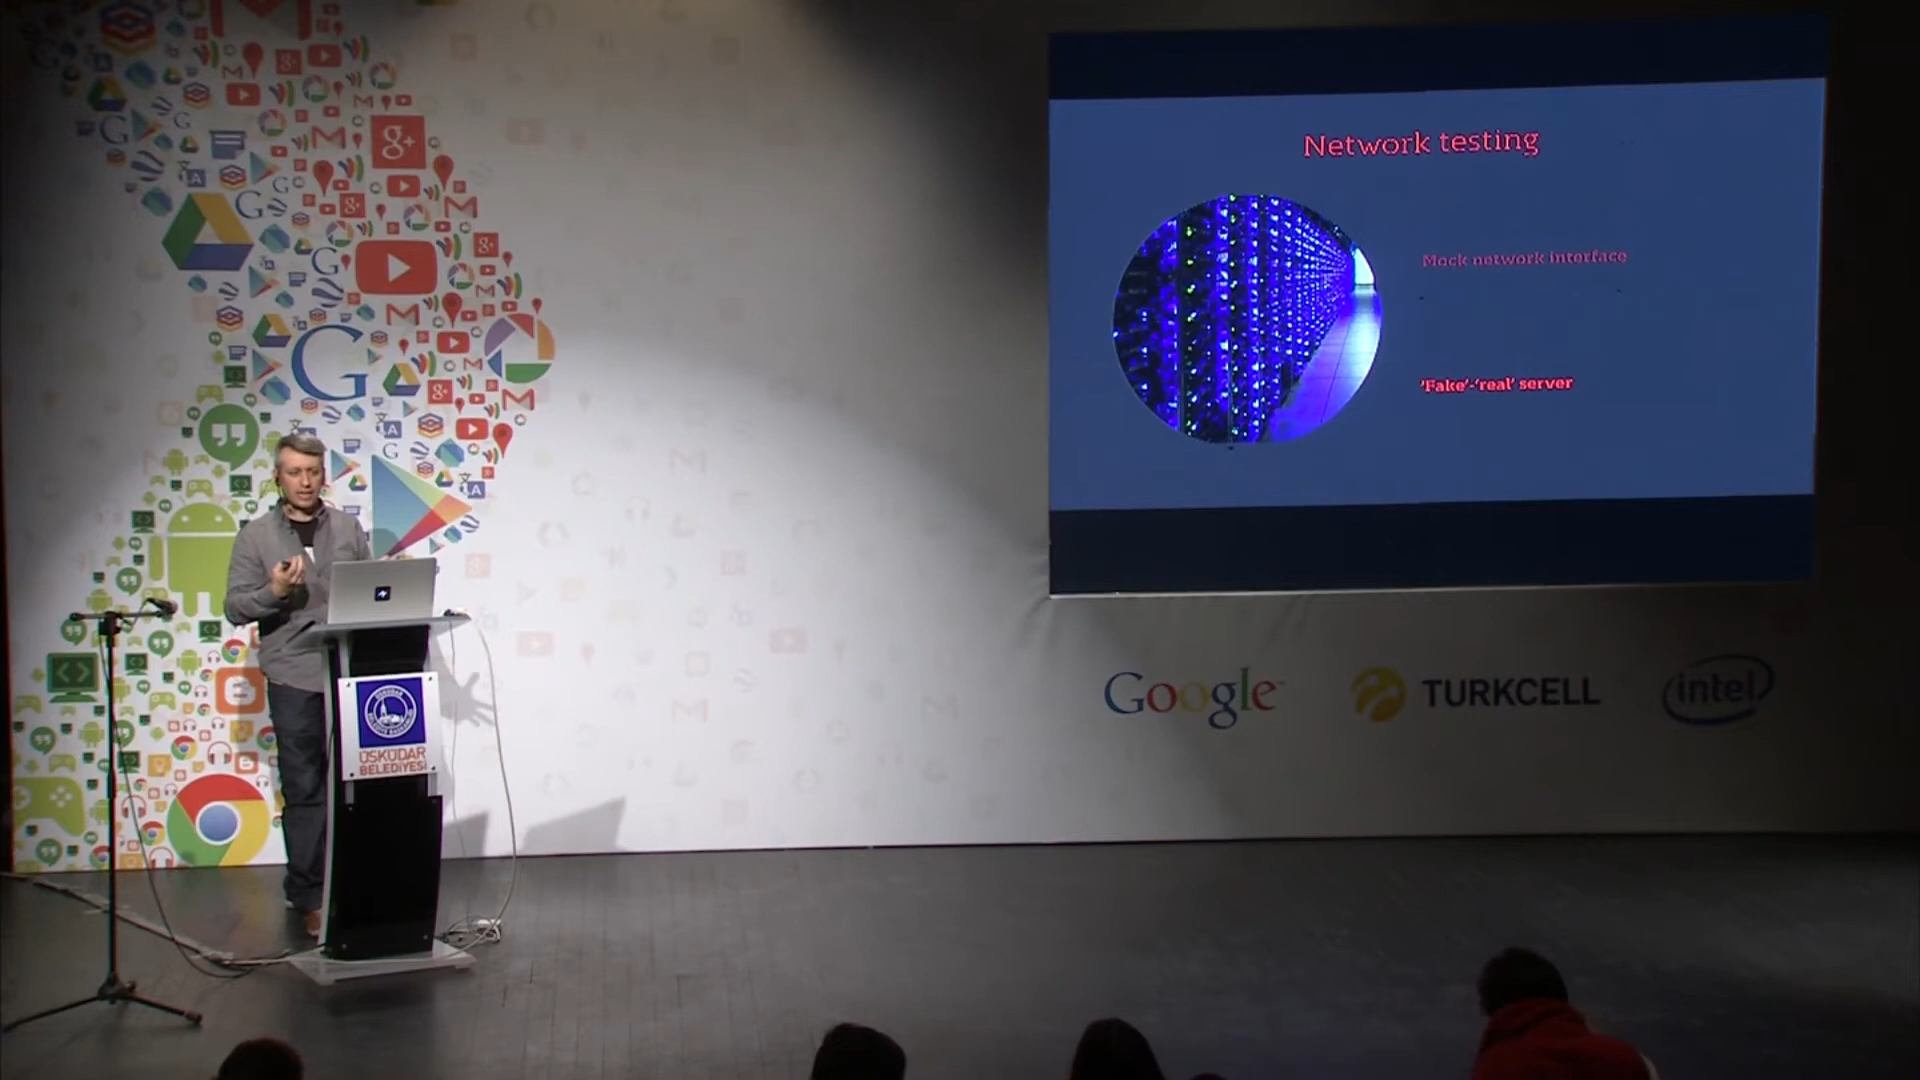 Network testing
Mock network interface
'Fake'-'real' server
Google
TURKCELL
intel
ÜSKÜDAR
BELEDİYESİ